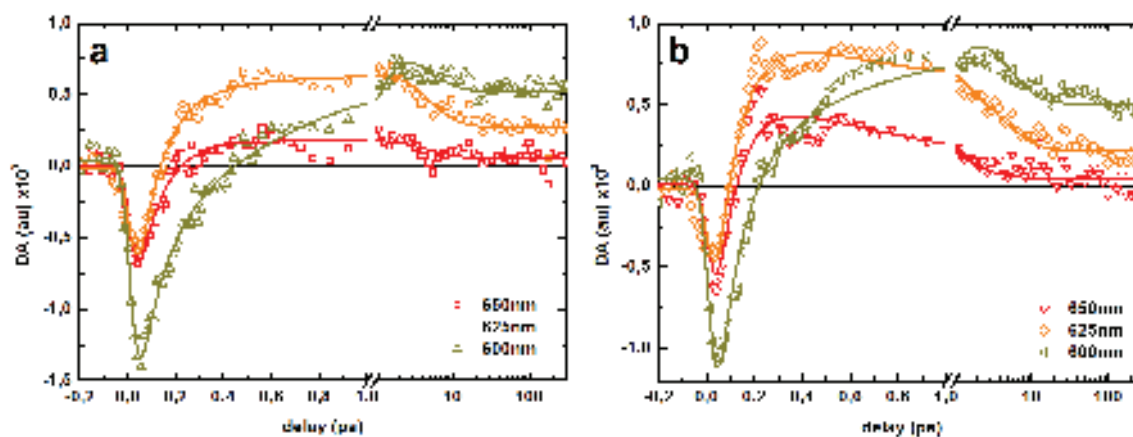 a
1,0
0,5
0,0
-0,5
-1,0
-1,5
DA (au) x10³
650nm
625nm
600nm
-0,2 0,0 0,2 0,4 0,6 0,8 1,0 10 100
delay (ps)
b
1,0
0,5
0,0
-0,5
-1,0
DA (au) x10³
650nm
625nm
600nm
-0,2 0,0 0,2 0,4 0,6 0,8 1,0 10 100
delay (ps)